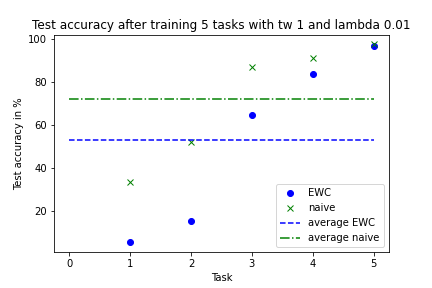 Test accuracy after training 5 tasks with tw 1 and lambda 0.01
100
80
60
40
20
Test accuracy in %
0 1 2 3 4 5
Task
EWC
naive
average EWC
average naive